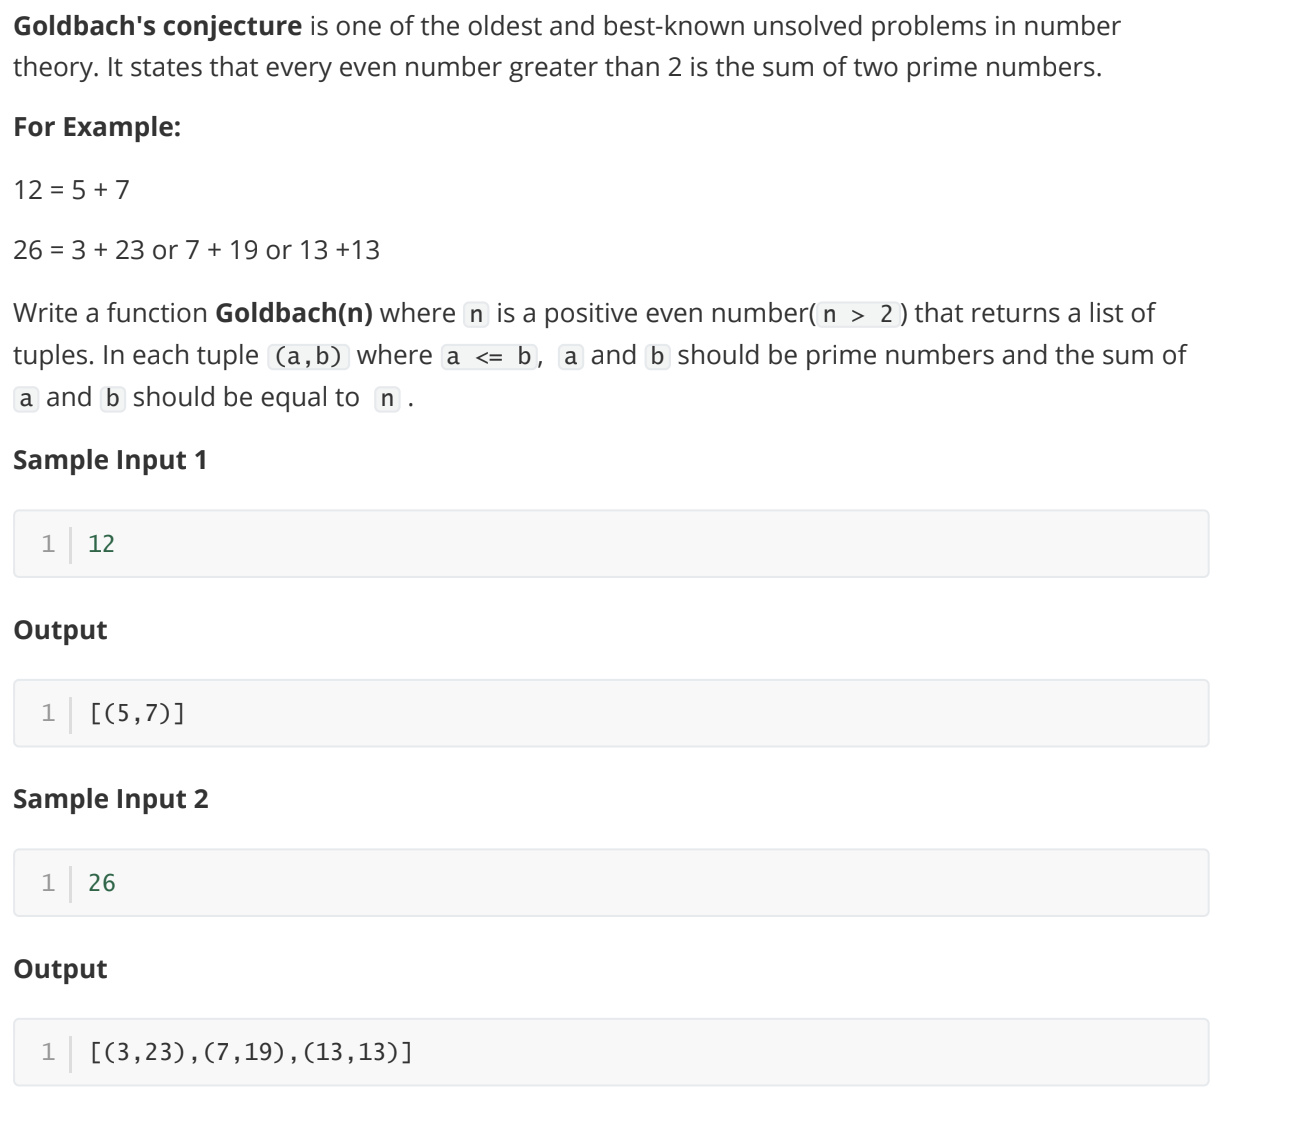 Goldbach's conjecture is one of the oldest and best-known unsolved problems in number
theory. It states that every even number greater than 2 is the sum of two prime numbers.
For Example:
12 = 5 + 7
26 = 3 + 23 or 7 + 19 or 13 +13
Write a function Goldbach(n) where n is a positive even number( n > 2 ) that returns a list of
tuples. In each tuple (a,b) where a <= b, a and b should be prime numbers and the sum of
a and b should be equal to n .
Sample Input 1
1 12
Output
1 [(5,7)]
Sample Input 2
1 26
Output
1 [(3,23),(7,19),(13,13)]